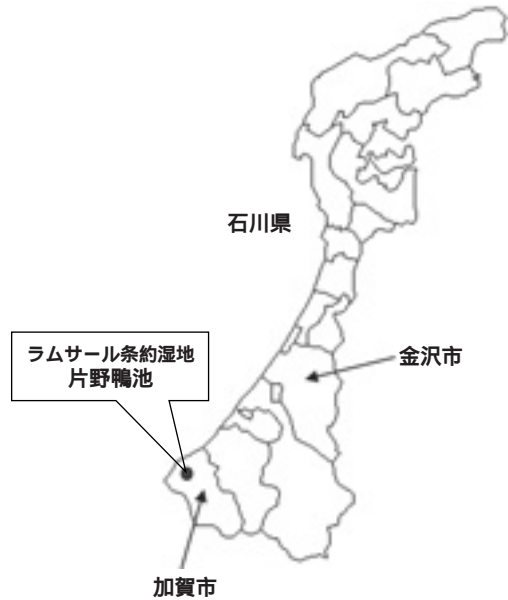 石川県
ラムサール条約湿地
片野鴨池
金沢市
加賀市